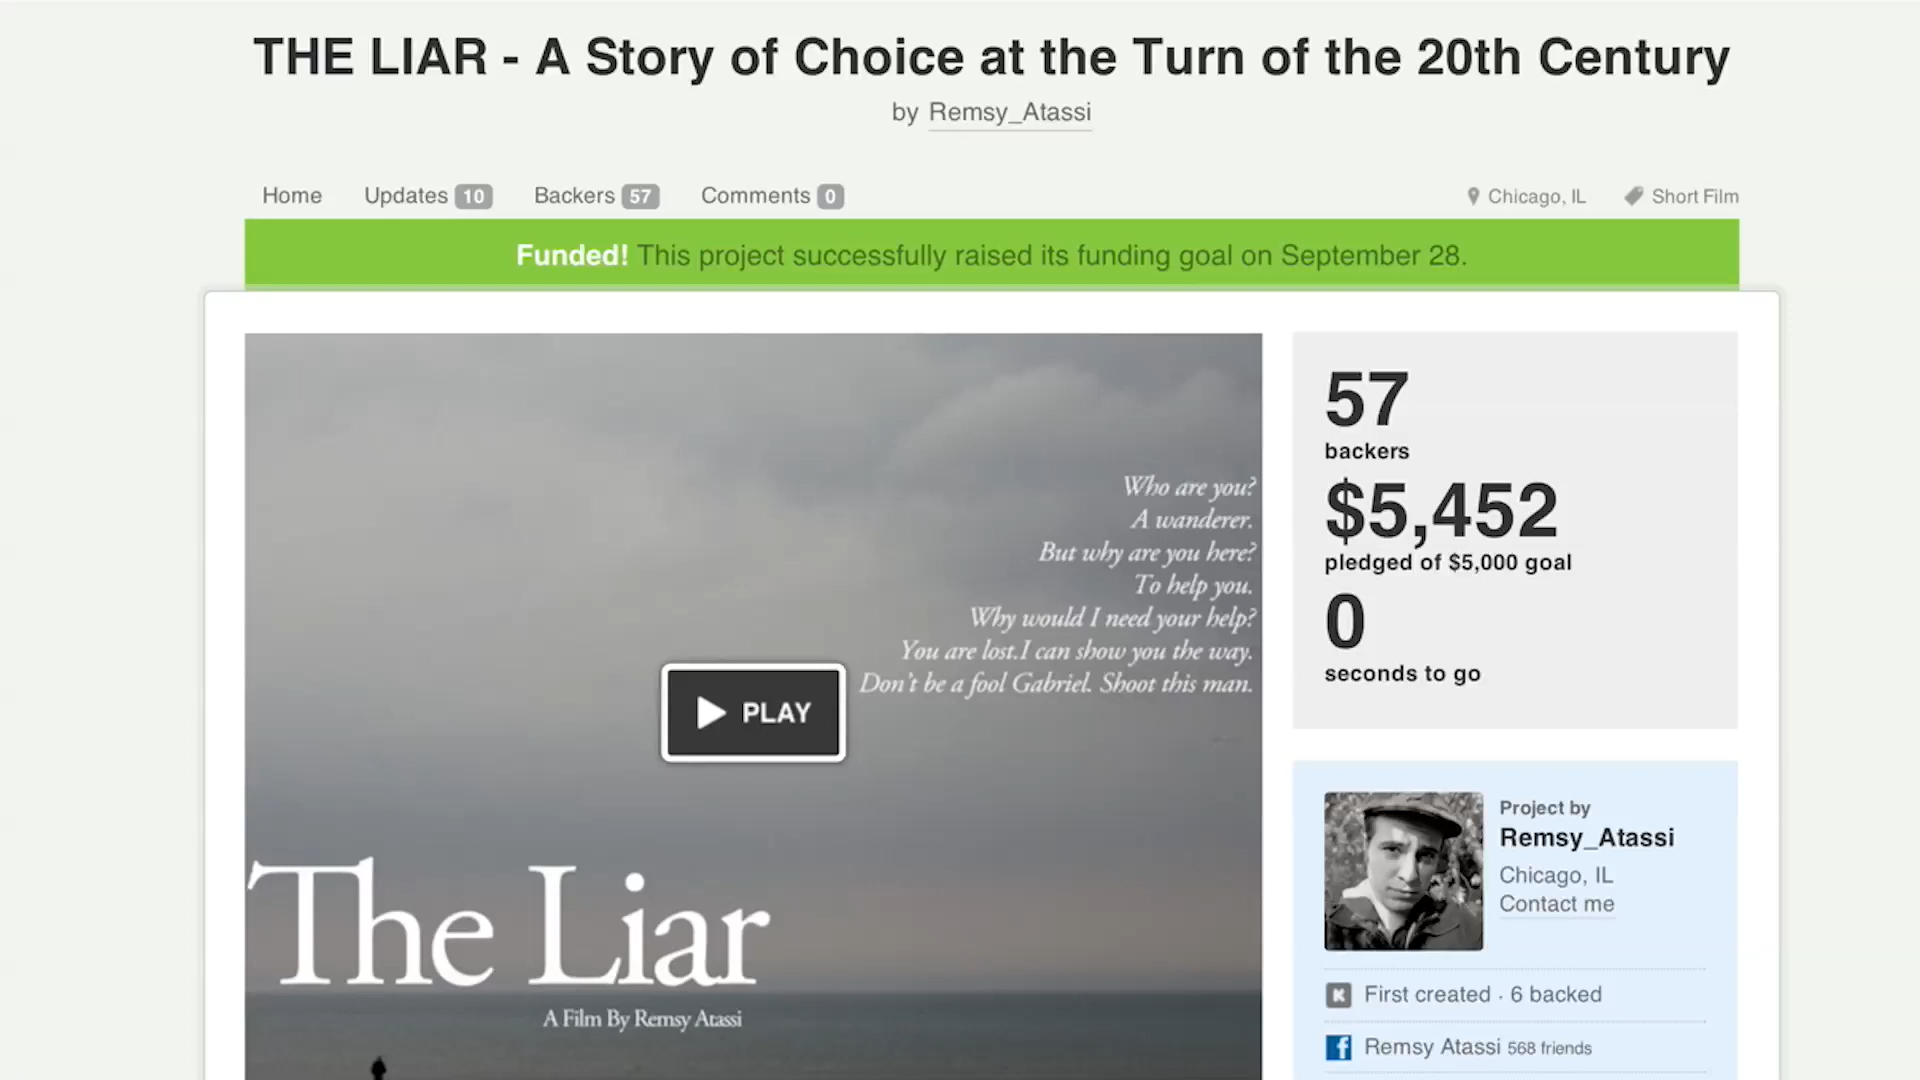 THE LIAR - A Story of Choice at the Turn of the 20th Century
by Remsy_Atassi
Home Updates 10 Backers 57 Comments 0 Chicago, IL Short Film
Funded! This project successfully raised its funding goal on September 28.
Who are you?
A wanderer.
But why are you here?
To help you.
Why would I need your help?
You are lost.I can show you the way.
Don't be a fool Gabriel. Shoot this man.
PLAY
The Liar
A Film By Remsy Atassi
57
backers
$5,452
pledged of $5,000 goal
0
seconds to go
Project by
Remsy_Atassi
Chicago, IL
Contact me
First created · 6 backed
Remsy Atassi 568 friends